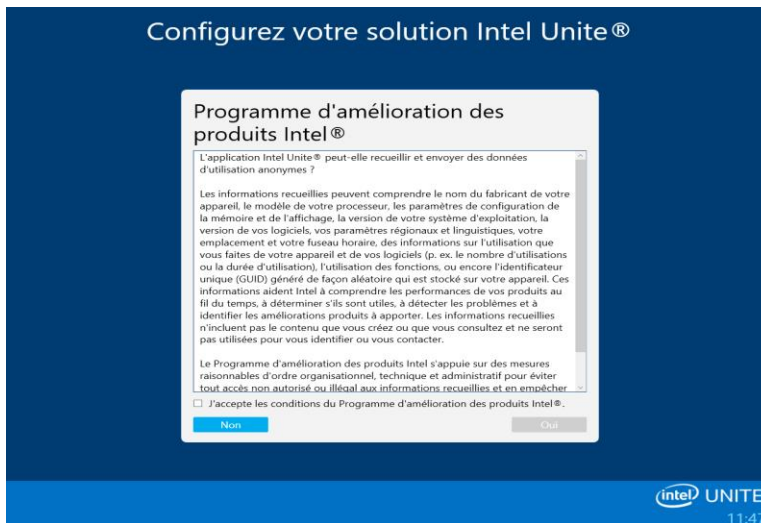 Configurez votre solution Intel Unite®
Programme d'amélioration des
produits Intel®
L'application Intel Unite® peut-elle recueillir et envoyer des données
d'utilisation anonymes ?
Les informations recueillies peuvent comprendre le nom du fabricant de votre
appareil, le modèle de votre processeur, les paramètres de configuration de
la mémoire et de l'affichage, la version de votre système d'exploitation, la
version de vos logiciels, vos paramètres régionaux et linguistiques, votre
emplacement et votre fuseau horaire, des informations sur l'utilisation que
vous faites de votre appareil et de vos logiciels (p. ex. le nombre d'utilisations
ou la durée d'utilisation), l'utilisation des fonctions, ou encore l'identificateur
unique (GUID) généré de façon aléatoire qui est stocké sur votre appareil. Ces
informations aident Intel à comprendre les performances de vos produits au
fil du temps, à déterminer s'ils sont utiles, à détecter les problèmes et à
identifier les améliorations produits à apporter. Les informations recueillies
n'incluent pas le contenu que vous créez ou que vous consultez et ne seront
pas utilisées pour vous identifier ou vous contacter.
Le Programme d'amélioration des produits Intel s'appuie sur des mesures
raisonnables d'ordre organisationnel, technique et administratif pour éviter
tout accès non autorisé ou illégal aux informations recueillies et en empêcher
J'accepte les conditions du Programme d'amélioration des produits Intel®.
Non
Oui
intel UNITE
11:47